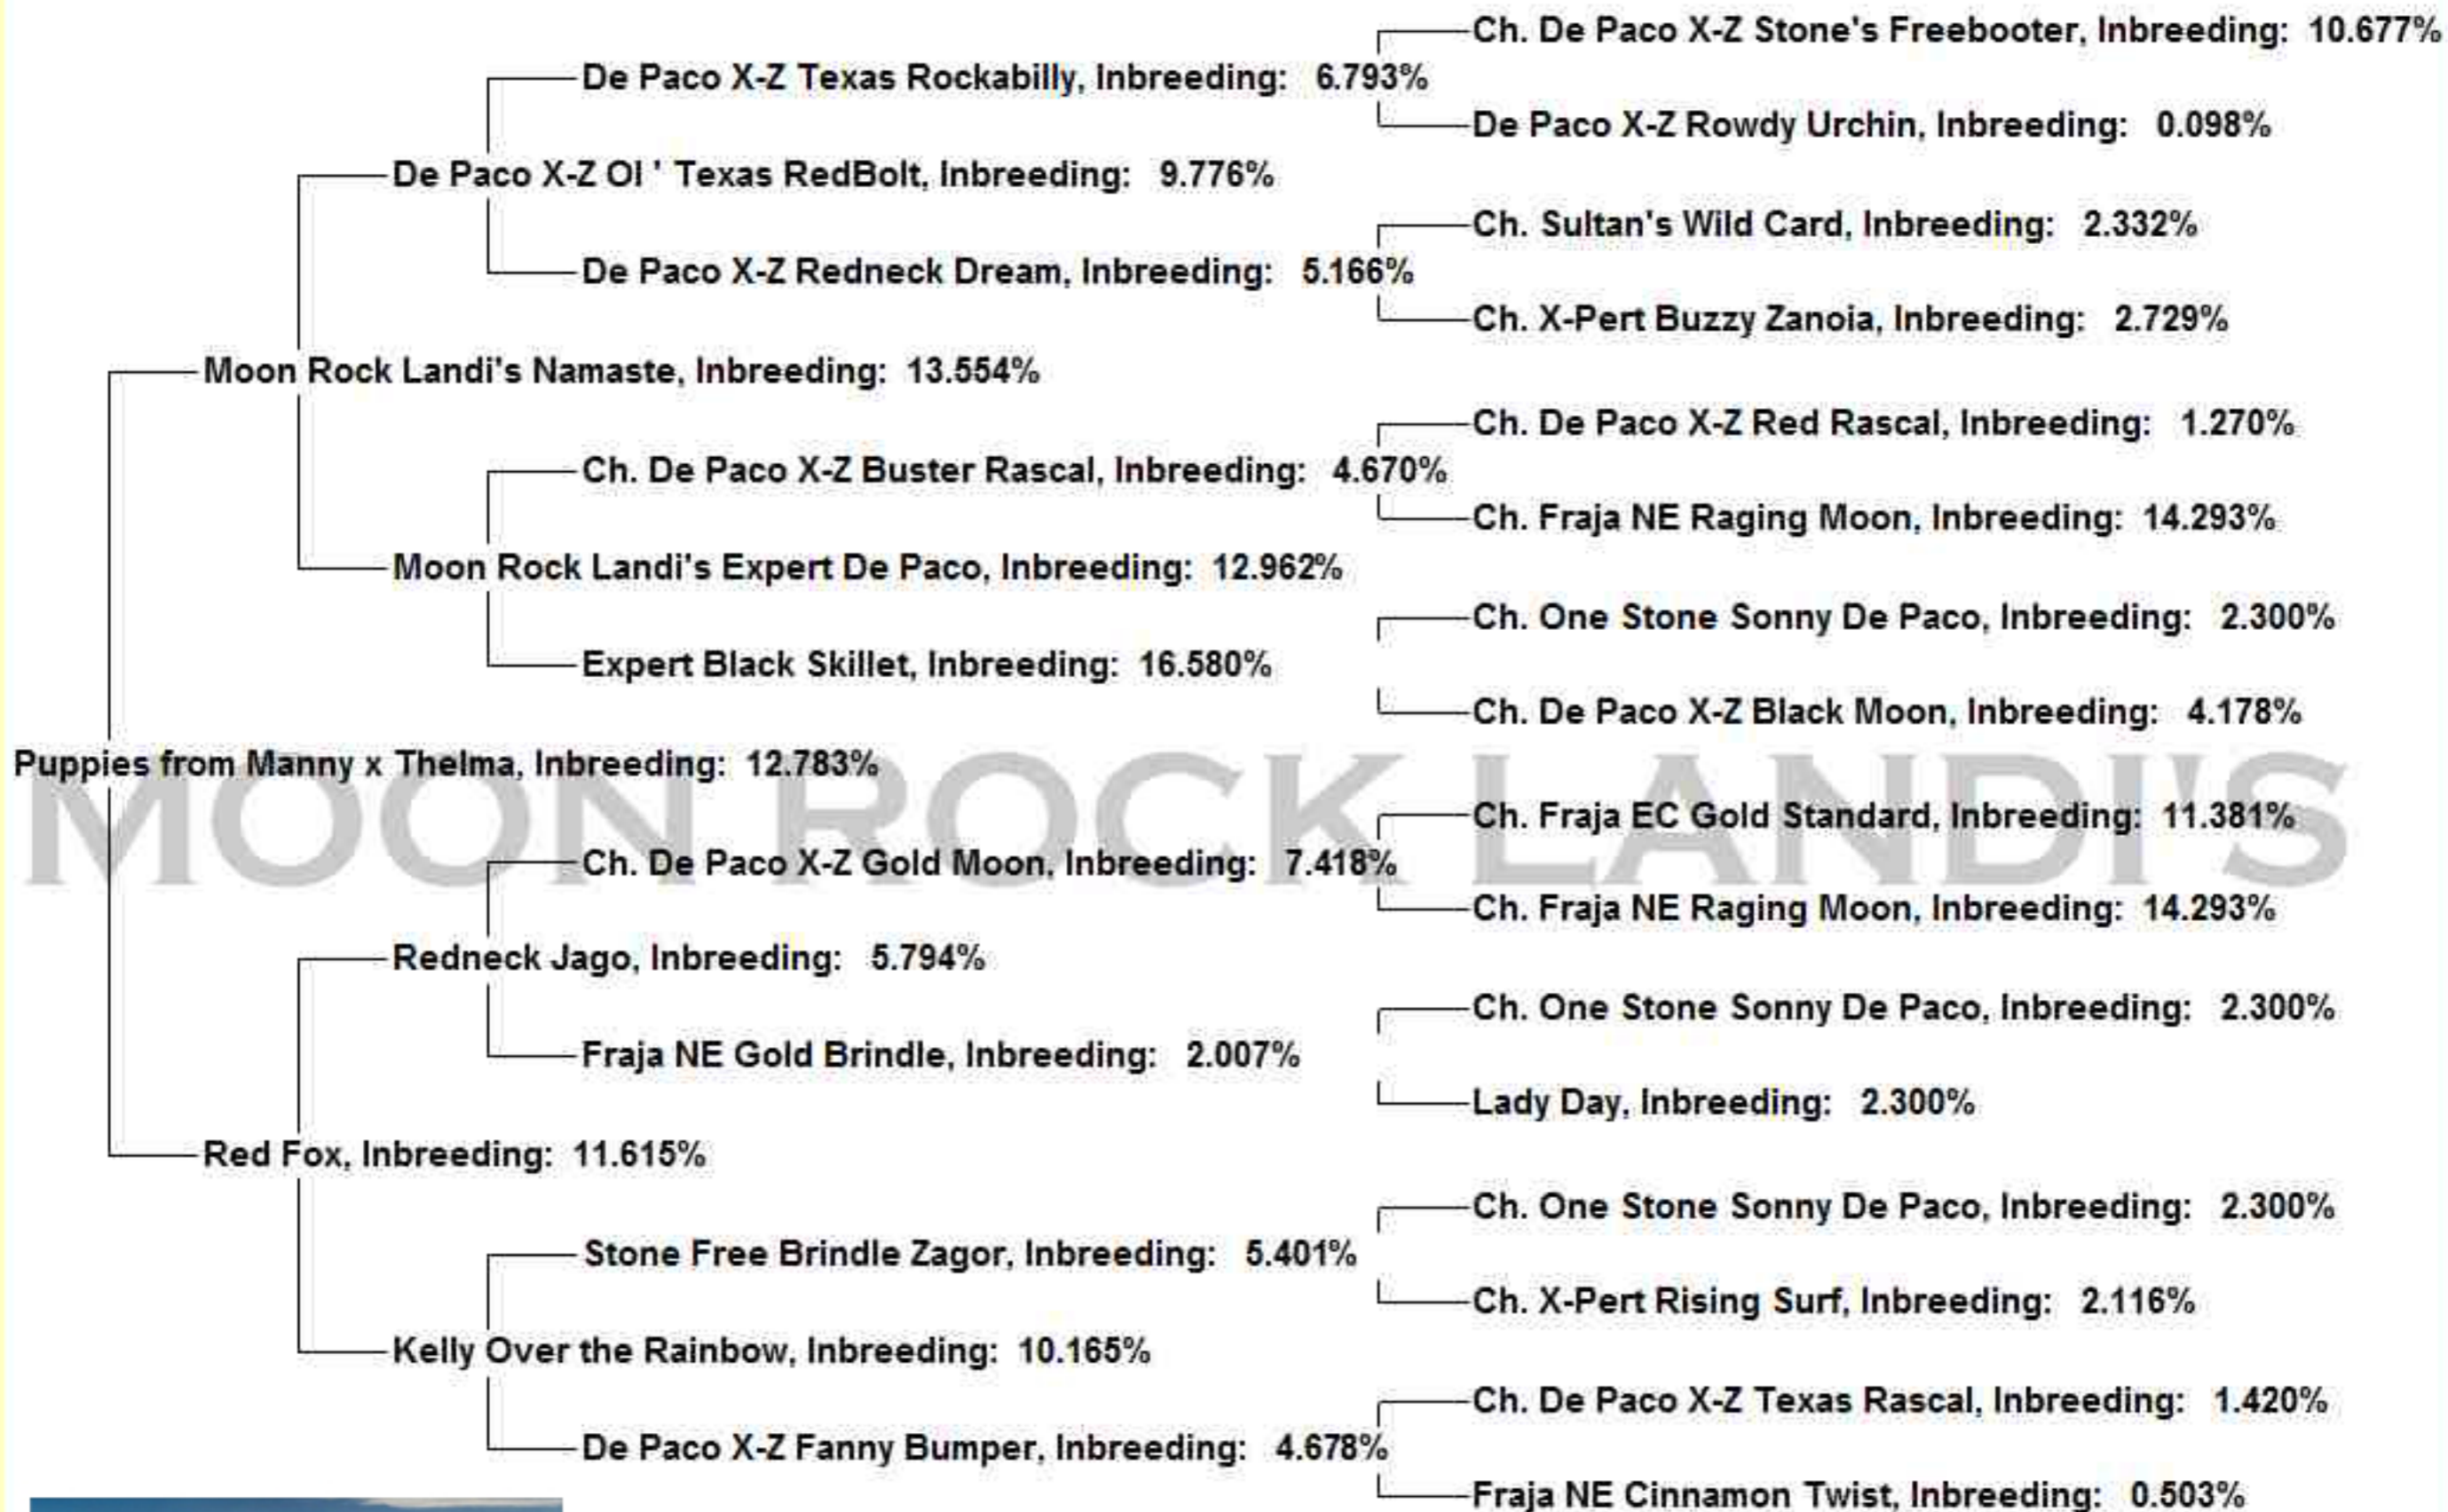 Ch. De Paco X-Z Stone's Freebooter, Inbreeding: 10.677%
De Paco X-Z Texas Rockabilly, Inbreeding: 6.793%
De Paco X-Z Rowdy Urchin, Inbreeding: 0.098%
De Paco X-Z Ol ' Texas RedBolt, Inbreeding: 9.776%
Ch. Sultan's Wild Card, Inbreeding: 2.332%
De Paco X-Z Redneck Dream, Inbreeding: 5.166%
Ch. X-Pert Buzzy Zanoia, Inbreeding: 2.729%
Moon Rock Landi's Namaste, Inbreeding: 13.554%
Ch. De Paco X-Z Red Rascal, Inbreeding: 1.270%
Ch. De Paco X-Z Buster Rascal, Inbreeding: 4.670%
Ch. Fraja NE Raging Moon, Inbreeding: 14.293%
Moon Rock Landi's Expert De Paco, Inbreeding: 12.962%
Ch. One Stone Sonny De Paco, Inbreeding: 2.300%
Expert Black Skillet, Inbreeding: 16.580%
Ch. De Paco X-Z Black Moon, Inbreeding: 4.178%
Puppies from Manny x Thelma, Inbreeding: 12.783%
MOON ROCK LANDI'S
Ch. Fraja EC Gold Standard, Inbreeding: 11.381%
Ch. De Paco X-Z Gold Moon, Inbreeding: 7.418%
Ch. Fraja NE Raging Moon, Inbreeding: 14.293%
Redneck Jago, Inbreeding: 5.794%
Ch. One Stone Sonny De Paco, Inbreeding: 2.300%
Fraja NE Gold Brindle, Inbreeding: 2.007%
Lady Day, Inbreeding: 2.300%
Red Fox, Inbreeding: 11.615%
Ch. One Stone Sonny De Paco, Inbreeding: 2.300%
Stone Free Brindle Zagor, Inbreeding: 5.401%
Ch. X-Pert Rising Surf, Inbreeding: 2.116%
Kelly Over the Rainbow, Inbreeding: 10.165%
Ch. De Paco X-Z Texas Rascal, Inbreeding: 1.420%
De Paco X-Z Fanny Bumper, Inbreeding: 4.678%
Fraja NE Cinnamon Twist, Inbreeding: 0.503%